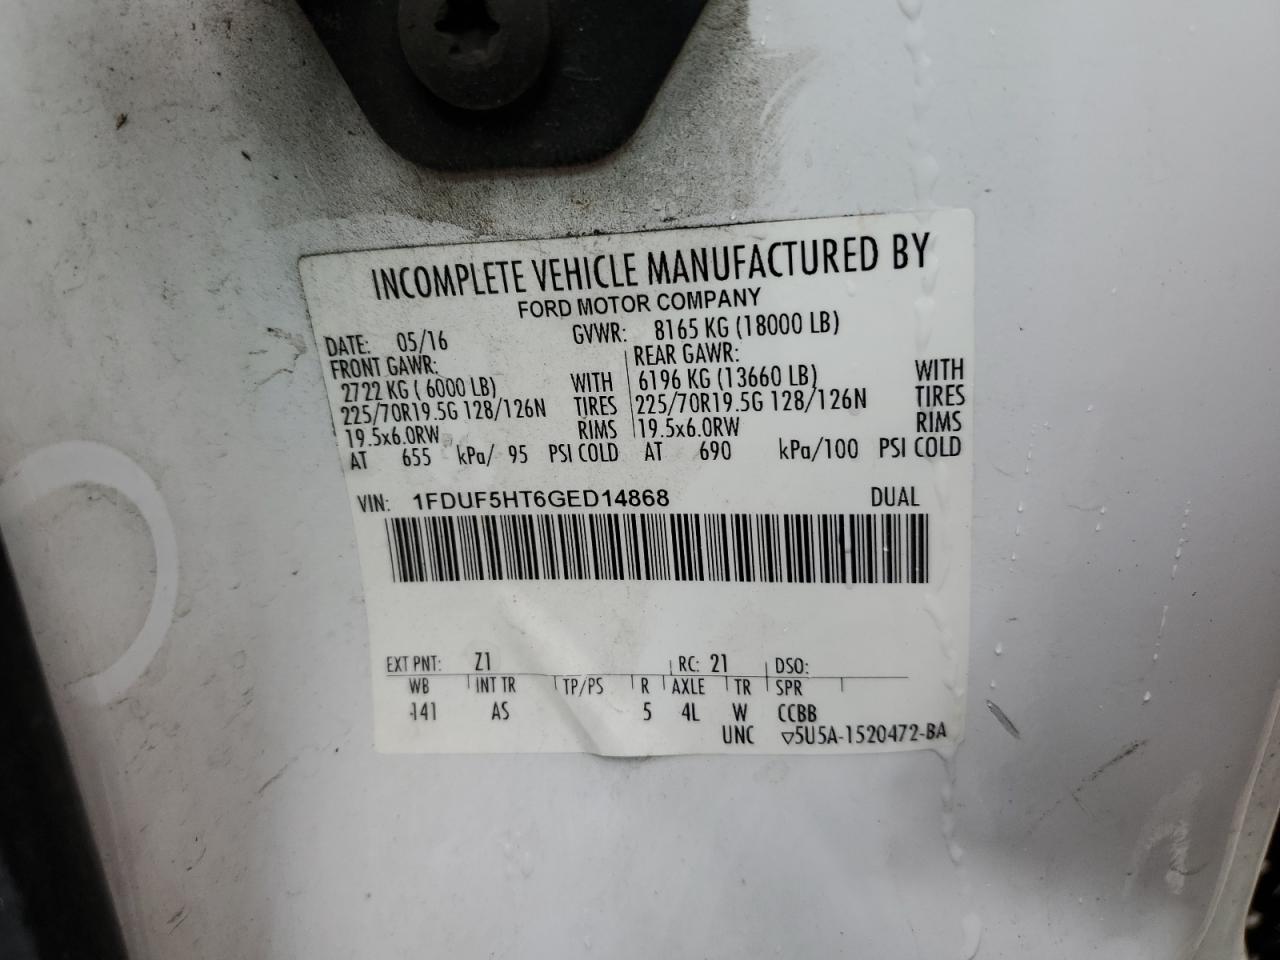 INCOMPLETE VEHICLE MANUFACTURED BY
FORD MOTOR COMPANY
DATE: 05/16 GVWR: 8165 KG (18000 LB)
FRONT GAWR: REAR GAWR:
2722 KG ( 6000 LB) WITH 6196 KG (13660 LB) WITH
225/70R19.5G 128/126N TIRES 225/70R19.5G 128/126N TIRES
19.5x6.0RW RIMS 19.5x6.0RW RIMS
AT 655 kPa/ 95 PSI COLD AT 690 kPa/100 PSI COLD
VIN: 1FDUF5HT6GED14868 DUAL
EXT PNT: Z1 RC: 21 DSO:
WB INT TR TP/PS R AXLE TR SPR
141 AS 5 4L W CCBB
UNC ▽5U5A-1520472-BA